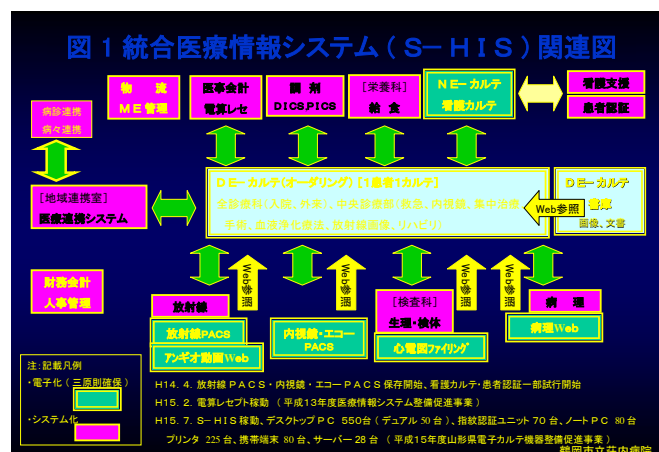 図１統合医療情報システム（Ｓ－ＨＩＳ）関連図
物　流
ＭＥ管理
医事会計
電算レセ
調　剤
DICS,PICS
［栄養科］
給　食
ＮＥ－カルテ
看護カルテ
看護支援
患者認証
病診連携
病々連携
［地域連携室］
医療連携システム
ＤＥ－カルテ(オーダリング)［1患者1カルテ］
全診療科（入院、外来）、中央診療部（救急、内視鏡、集中治療、
手術、血液浄化療法、放射線画像、リハビリ）
Web参照
ＤＥ－カルテ
書庫
画像、文書
財務会計
人事管理
Web参照
Web参照
Web参照
Web参照
放射線
放射線PACS
アンギオ動画Web
内視鏡・エコー
PACS
［検査科］
生理・検体
心電図ファイリング
病　理
病理Web
注：記載凡例
・電子化（三原則確保）
・システム化
H14．4．放射線ＰＡＣＳ・内視鏡・エコーＰＡＣＳ保存開始、看護カルテ・患者認証一部試行開始
H15．2．電算レセプト稼動（平成13年度医療情報システム整備促進事業）
H15．7．Ｓ－ＨＩＳ稼動、デスクトップＰＣ 550台（デュアル50台）、指紋認証ユニット70台、ノートＰＣ 80台
プリンタ 225台、携帯端末 80台、サーバー28台（平成15年度山形県電子カルテ機器整備促進事業）
鶴岡市立荘内病院